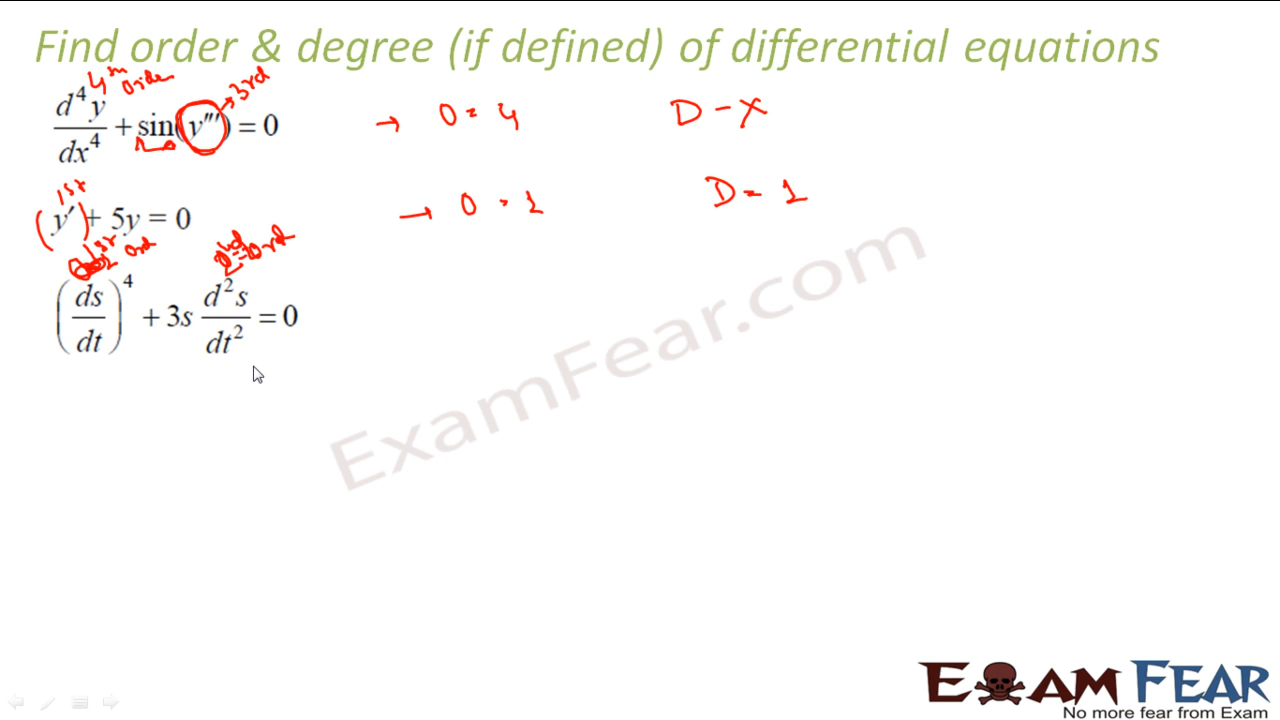 Find order & degree (if defined) of differential equations
4th order
3rd
d⁴y/dx⁴ + sin(y''') = 0 → O = 4 D - X
1st
(y') + 5y = 0 → O = 1 D = 1
1st ord
2nd ord
(ds/dt)⁴ + 3s d²s/dt² = 0
ExamFear.com
EXAM FEAR
No more fear from Exam